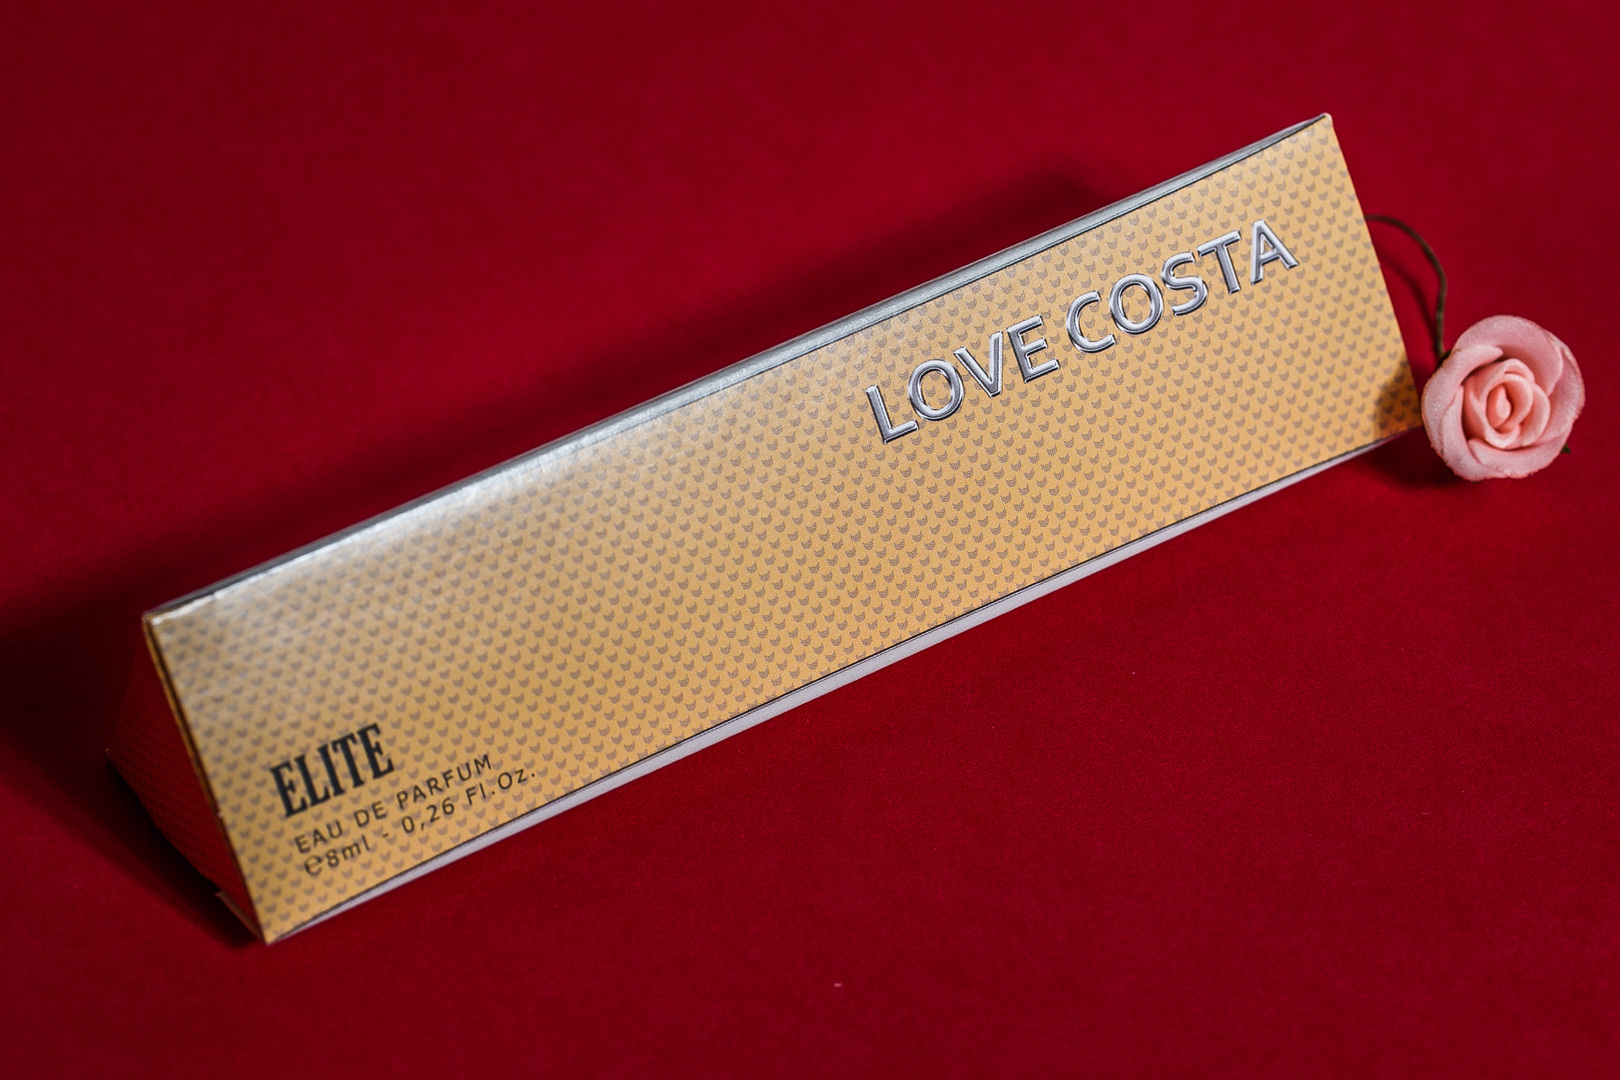 LOVE COSTA
ELITE
EAU DE PARFUM
℮8ml - 0,26 Fl.Oz.